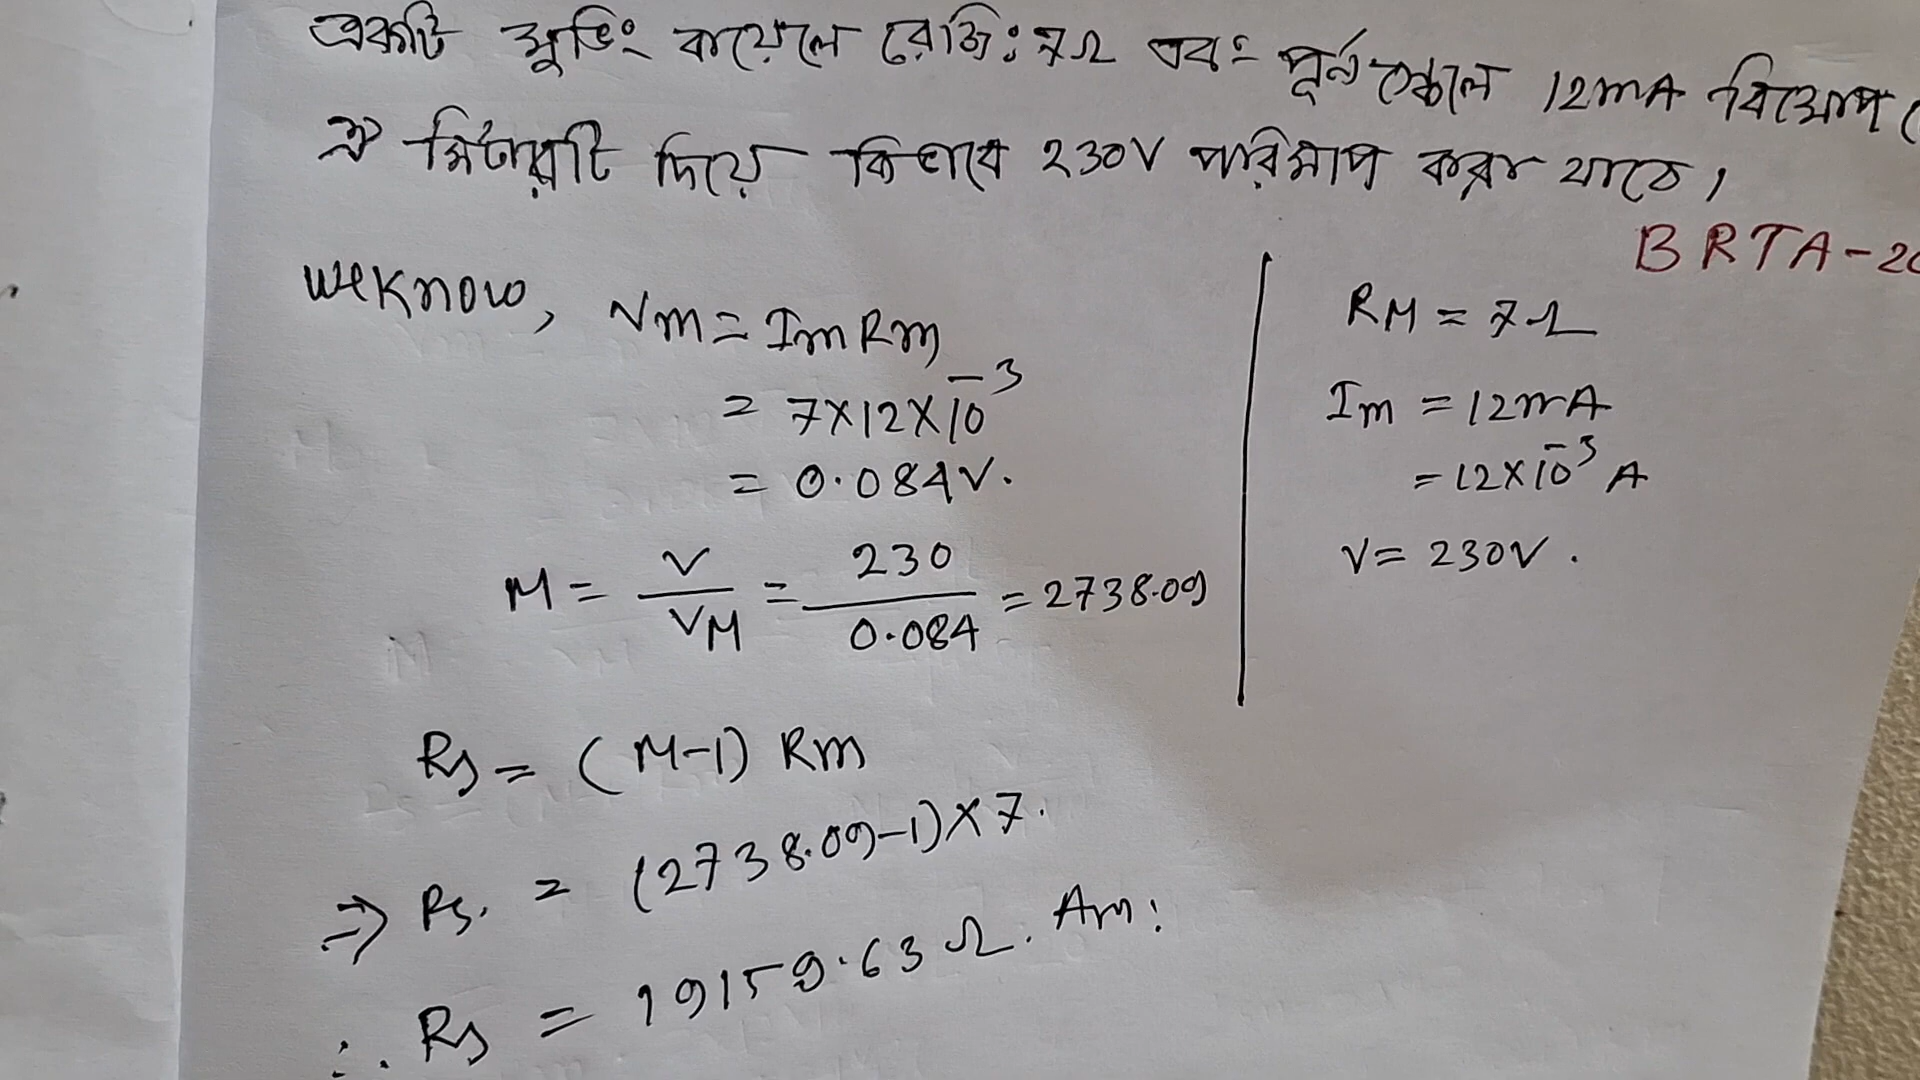 একটি মুভিং কয়েলে রেজি: 7Ω এবং পূর্ন স্কেলে 12mA বিক্ষেপ
ঐ মিটারটি দিয়ে কিভাবে 230V পরিমাপ করা যাবে।
BRTA-20
We know, Vm = Im Rm
= 7×12×10⁻³
= 0.084V.
M = V/VM = 230/0.084 = 2738.09
Rs = (M-1) Rm
⇒ Rs. = (2738.09-1)×7.
∴ Rs = 19159.63 Ω. Ans:
RM = 7Ω
Im = 12mA
= 12×10⁻³ A
V = 230V.